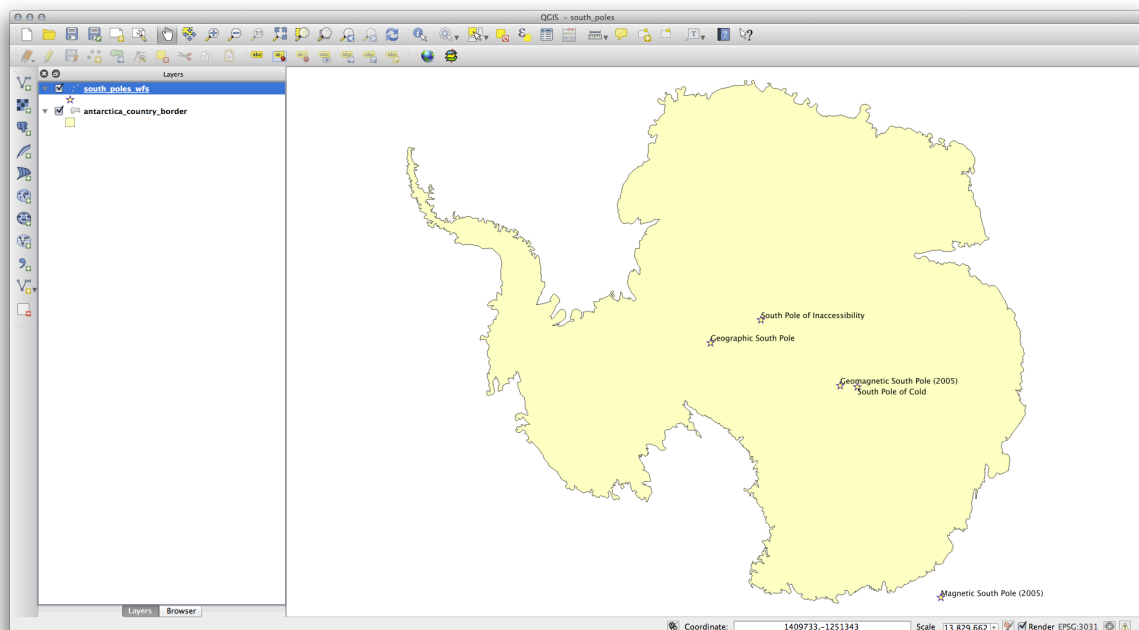 QGIS - south_poles
Layers
south_poles_wfs
antarctica_country_border
South Pole of Inaccessibility
Geographic South Pole
Geomagnetic South Pole (2005)
South Pole of Cold
Magnetic South Pole (2005)
Layers
Browser
Coordinate:
1409733,-1251343
Scale
13,829,662
Render
EPSG:3031